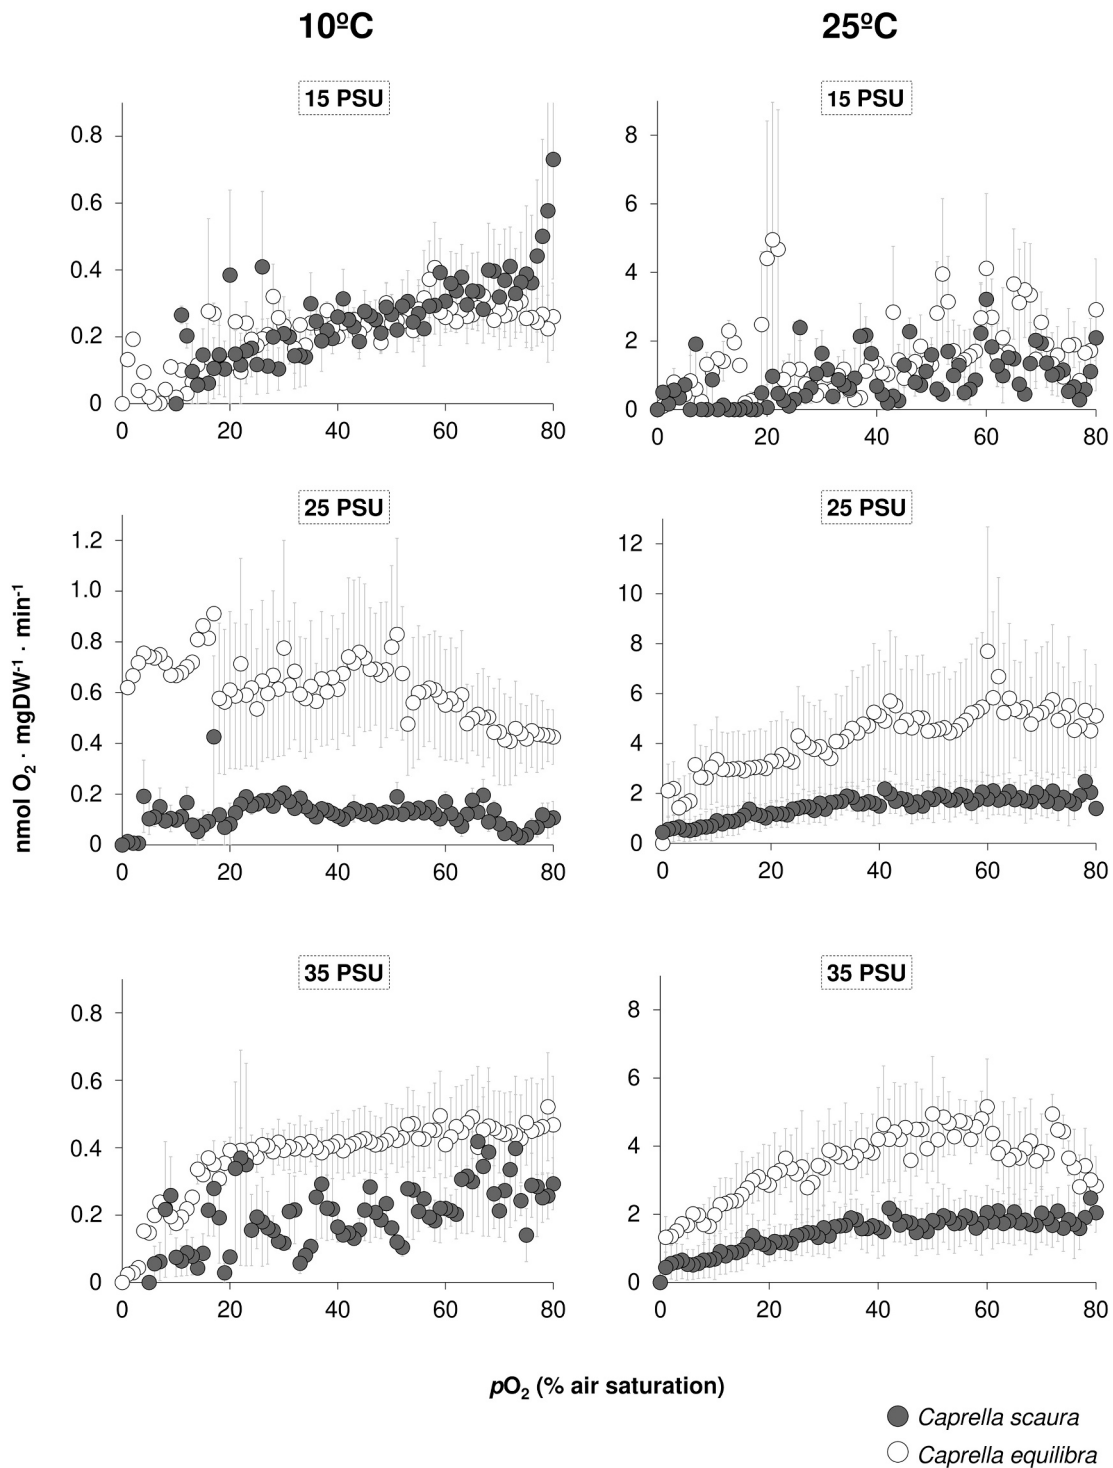 10ºC 25ºC
15 PSU 15 PSU
0.8 8
0.6 6
0.4 4
0.2 2
0 0
0 20 40 60 80 0 20 40 60 80
25 PSU 25 PSU
1.2 12
1.0 10
0.8 8
0.6 6
0.4 4
0.2 2
0 0
0 20 40 60 80 0 20 40 60 80
nmol O₂ · mgDW⁻¹ · min⁻¹
35 PSU 35 PSU
0.8 8
0.6 6
0.4 4
0.2 2
0 0
0 20 40 60 80 0 20 40 60 80
pO₂ (% air saturation)
Caprella scaura
Caprella equilibra